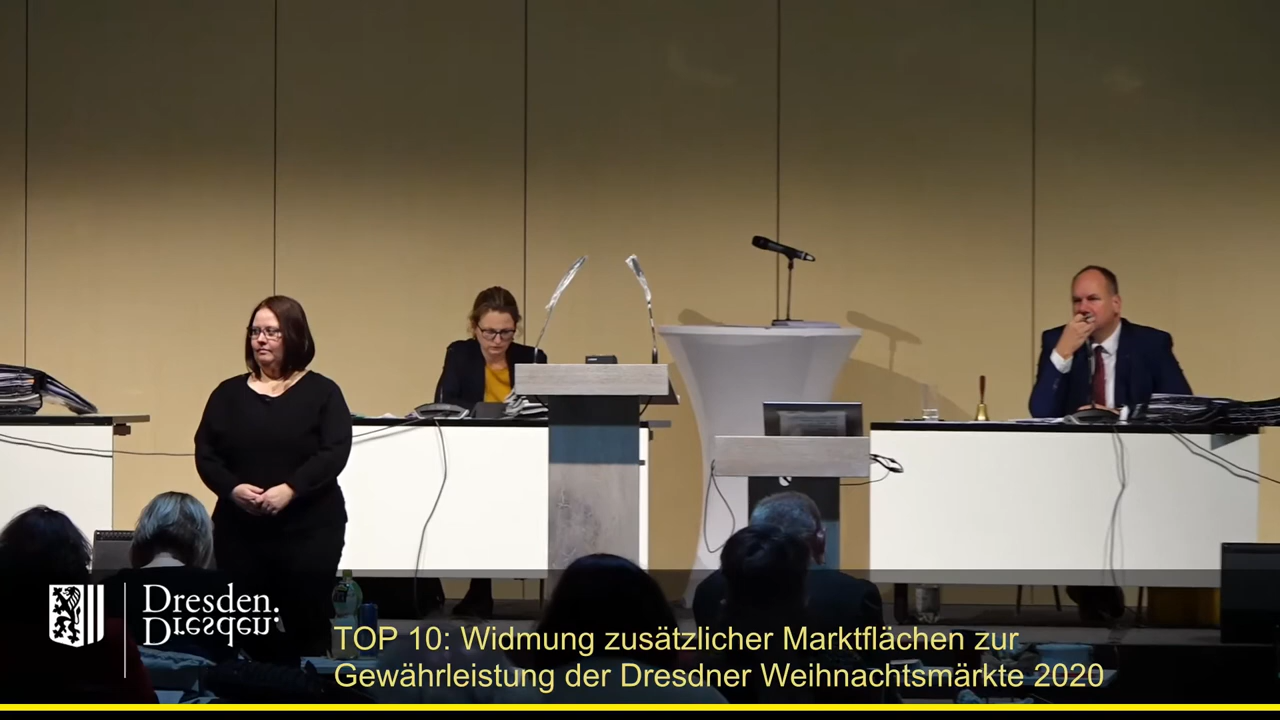 Dresden.
Dresden.
TOP 10: Widmung zusätzlicher Marktflächen zur
Gewährleistung der Dresdner Weihnachtsmärkte 2020